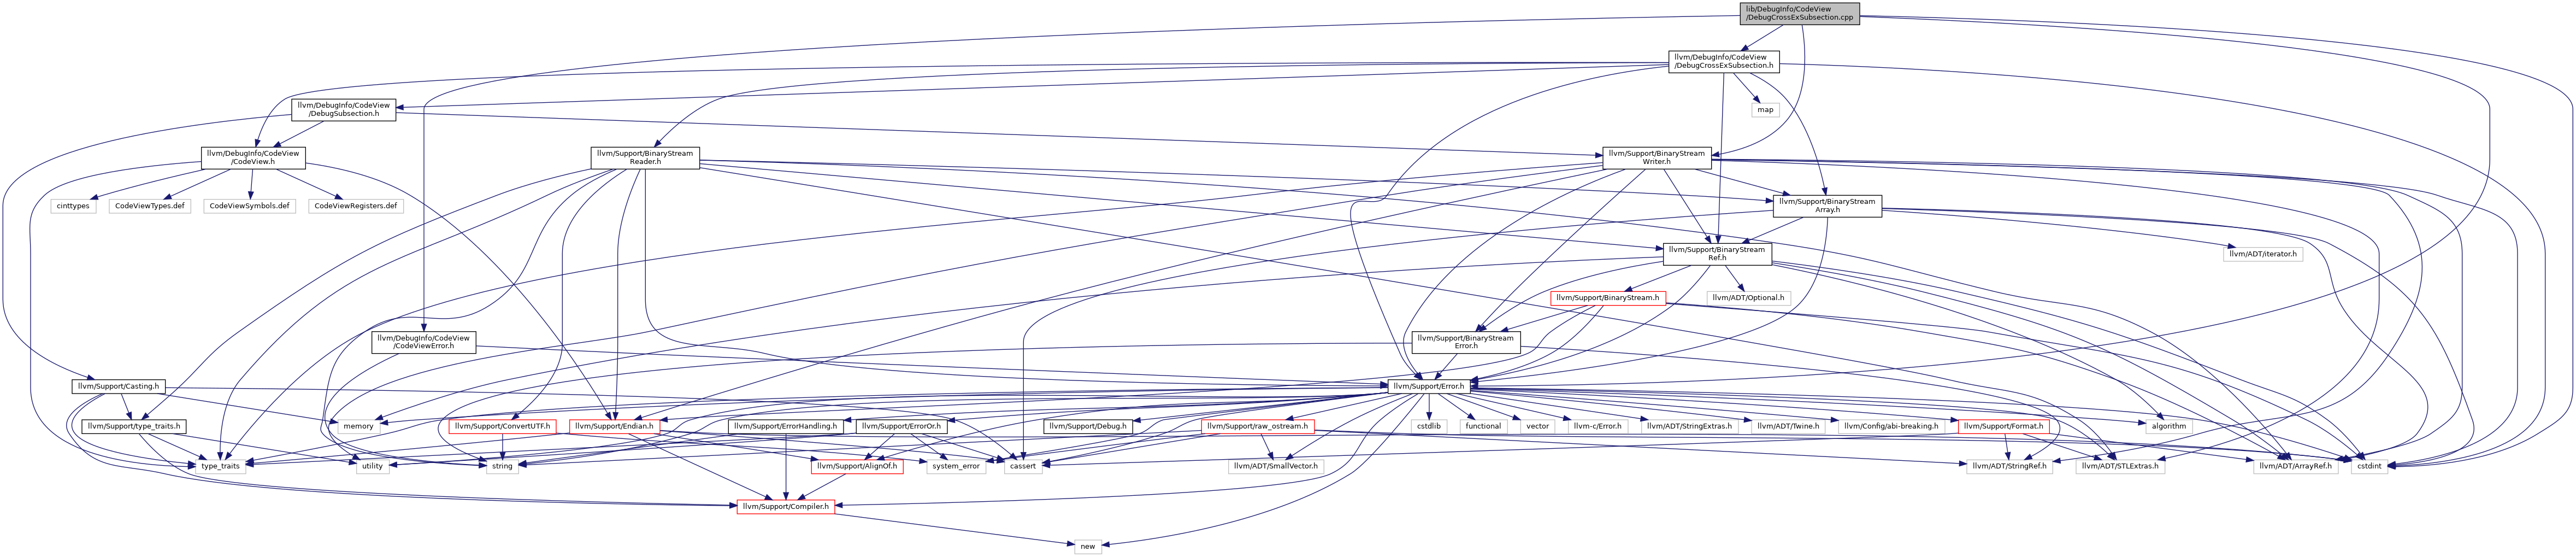 lib/DebugInfo/CodeView
/DebugCrossExSubsection.cpp
llvm/DebugInfo/CodeView
/DebugCrossExSubsection.h
llvm/DebugInfo/CodeView
/DebugSubsection.h
map
llvm/DebugInfo/CodeView
/CodeView.h
llvm/Support/BinaryStream
Reader.h
llvm/Support/BinaryStream
Writer.h
cinttypes
CodeViewTypes.def
CodeViewSymbols.def
CodeViewRegisters.def
llvm/Support/BinaryStream
Array.h
llvm/Support/BinaryStream
Ref.h
llvm/ADT/iterator.h
llvm/Support/BinaryStream.h
llvm/ADT/Optional.h
llvm/DebugInfo/CodeView
/CodeViewError.h
llvm/Support/BinaryStream
Error.h
llvm/Support/Casting.h
llvm/Support/Error.h
llvm/Support/type_traits.h
memory
llvm/Support/ConvertUTF.h
llvm/Support/Endian.h
llvm/Support/ErrorHandling.h
llvm/Support/ErrorOr.h
llvm/Support/Debug.h
llvm/Support/raw_ostream.h
cstdlib
functional
vector
llvm-c/Error.h
llvm/ADT/StringExtras.h
llvm/ADT/Twine.h
llvm/Config/abi-breaking.h
llvm/Support/Format.h
algorithm
type_traits
utility
string
llvm/Support/AlignOf.h
system_error
cassert
llvm/ADT/SmallVector.h
llvm/ADT/StringRef.h
llvm/ADT/STLExtras.h
llvm/ADT/ArrayRef.h
cstdint
llvm/Support/Compiler.h
new